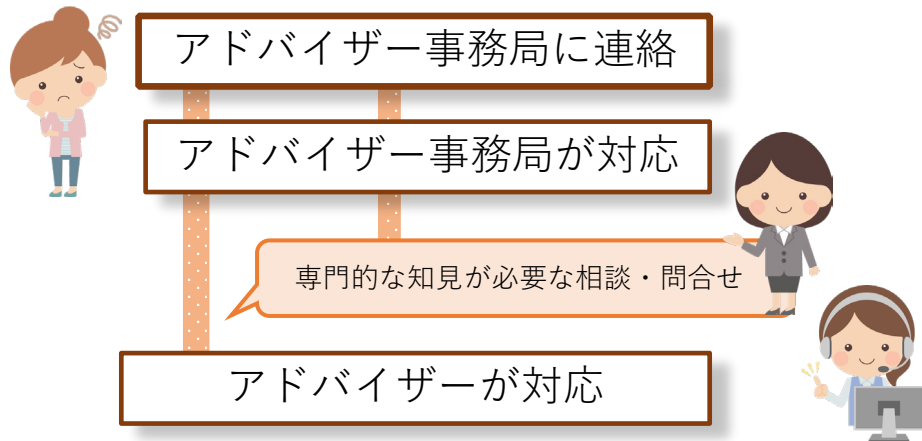 アドバイザー事務局に連絡
アドバイザー事務局が対応
専門的な知見が必要な相談・問合せ
アドバイザーが対応